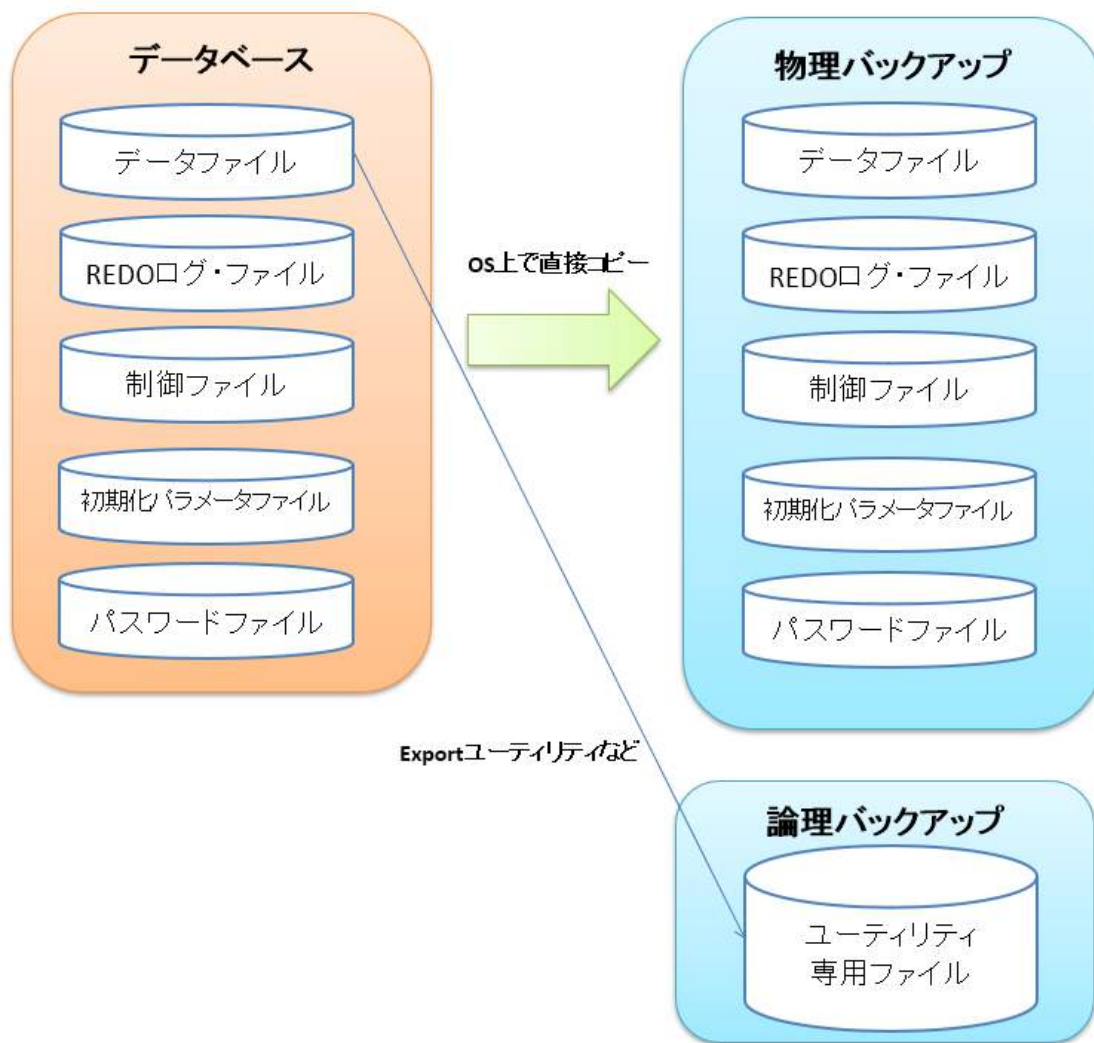 データベース
データファイル
REDOログ・ファイル
制御ファイル
初期化パラメータファイル
パスワードファイル
OS上で直接コピー
物理バックアップ
データファイル
REDOログ・ファイル
制御ファイル
初期化パラメータファイル
パスワードファイル
Exportユーティリティなど
論理バックアップ
ユーティリティ
専用ファイル